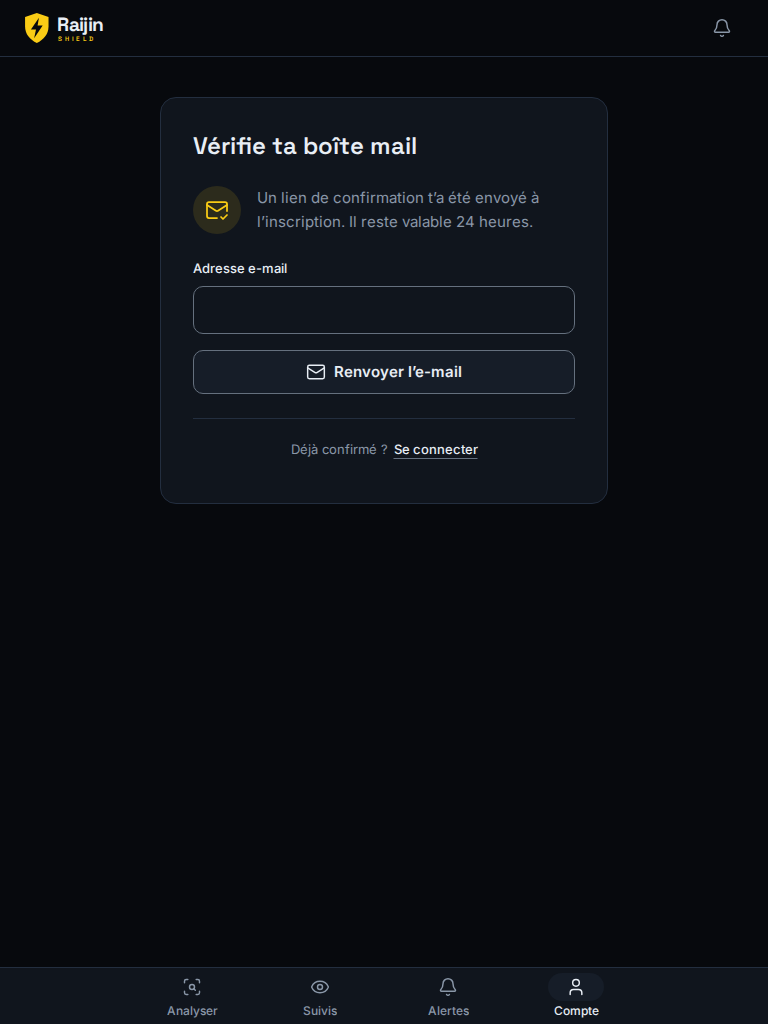 Raijin
SHIELD
Vérifie ta boîte mail
Un lien de confirmation t’a été envoyé à
l’inscription. Il reste valable 24 heures.
Adresse e-mail
Renvoyer l’e-mail
Déjà confirmé ? Se connecter
Analyser
Suivis
Alertes
Compte